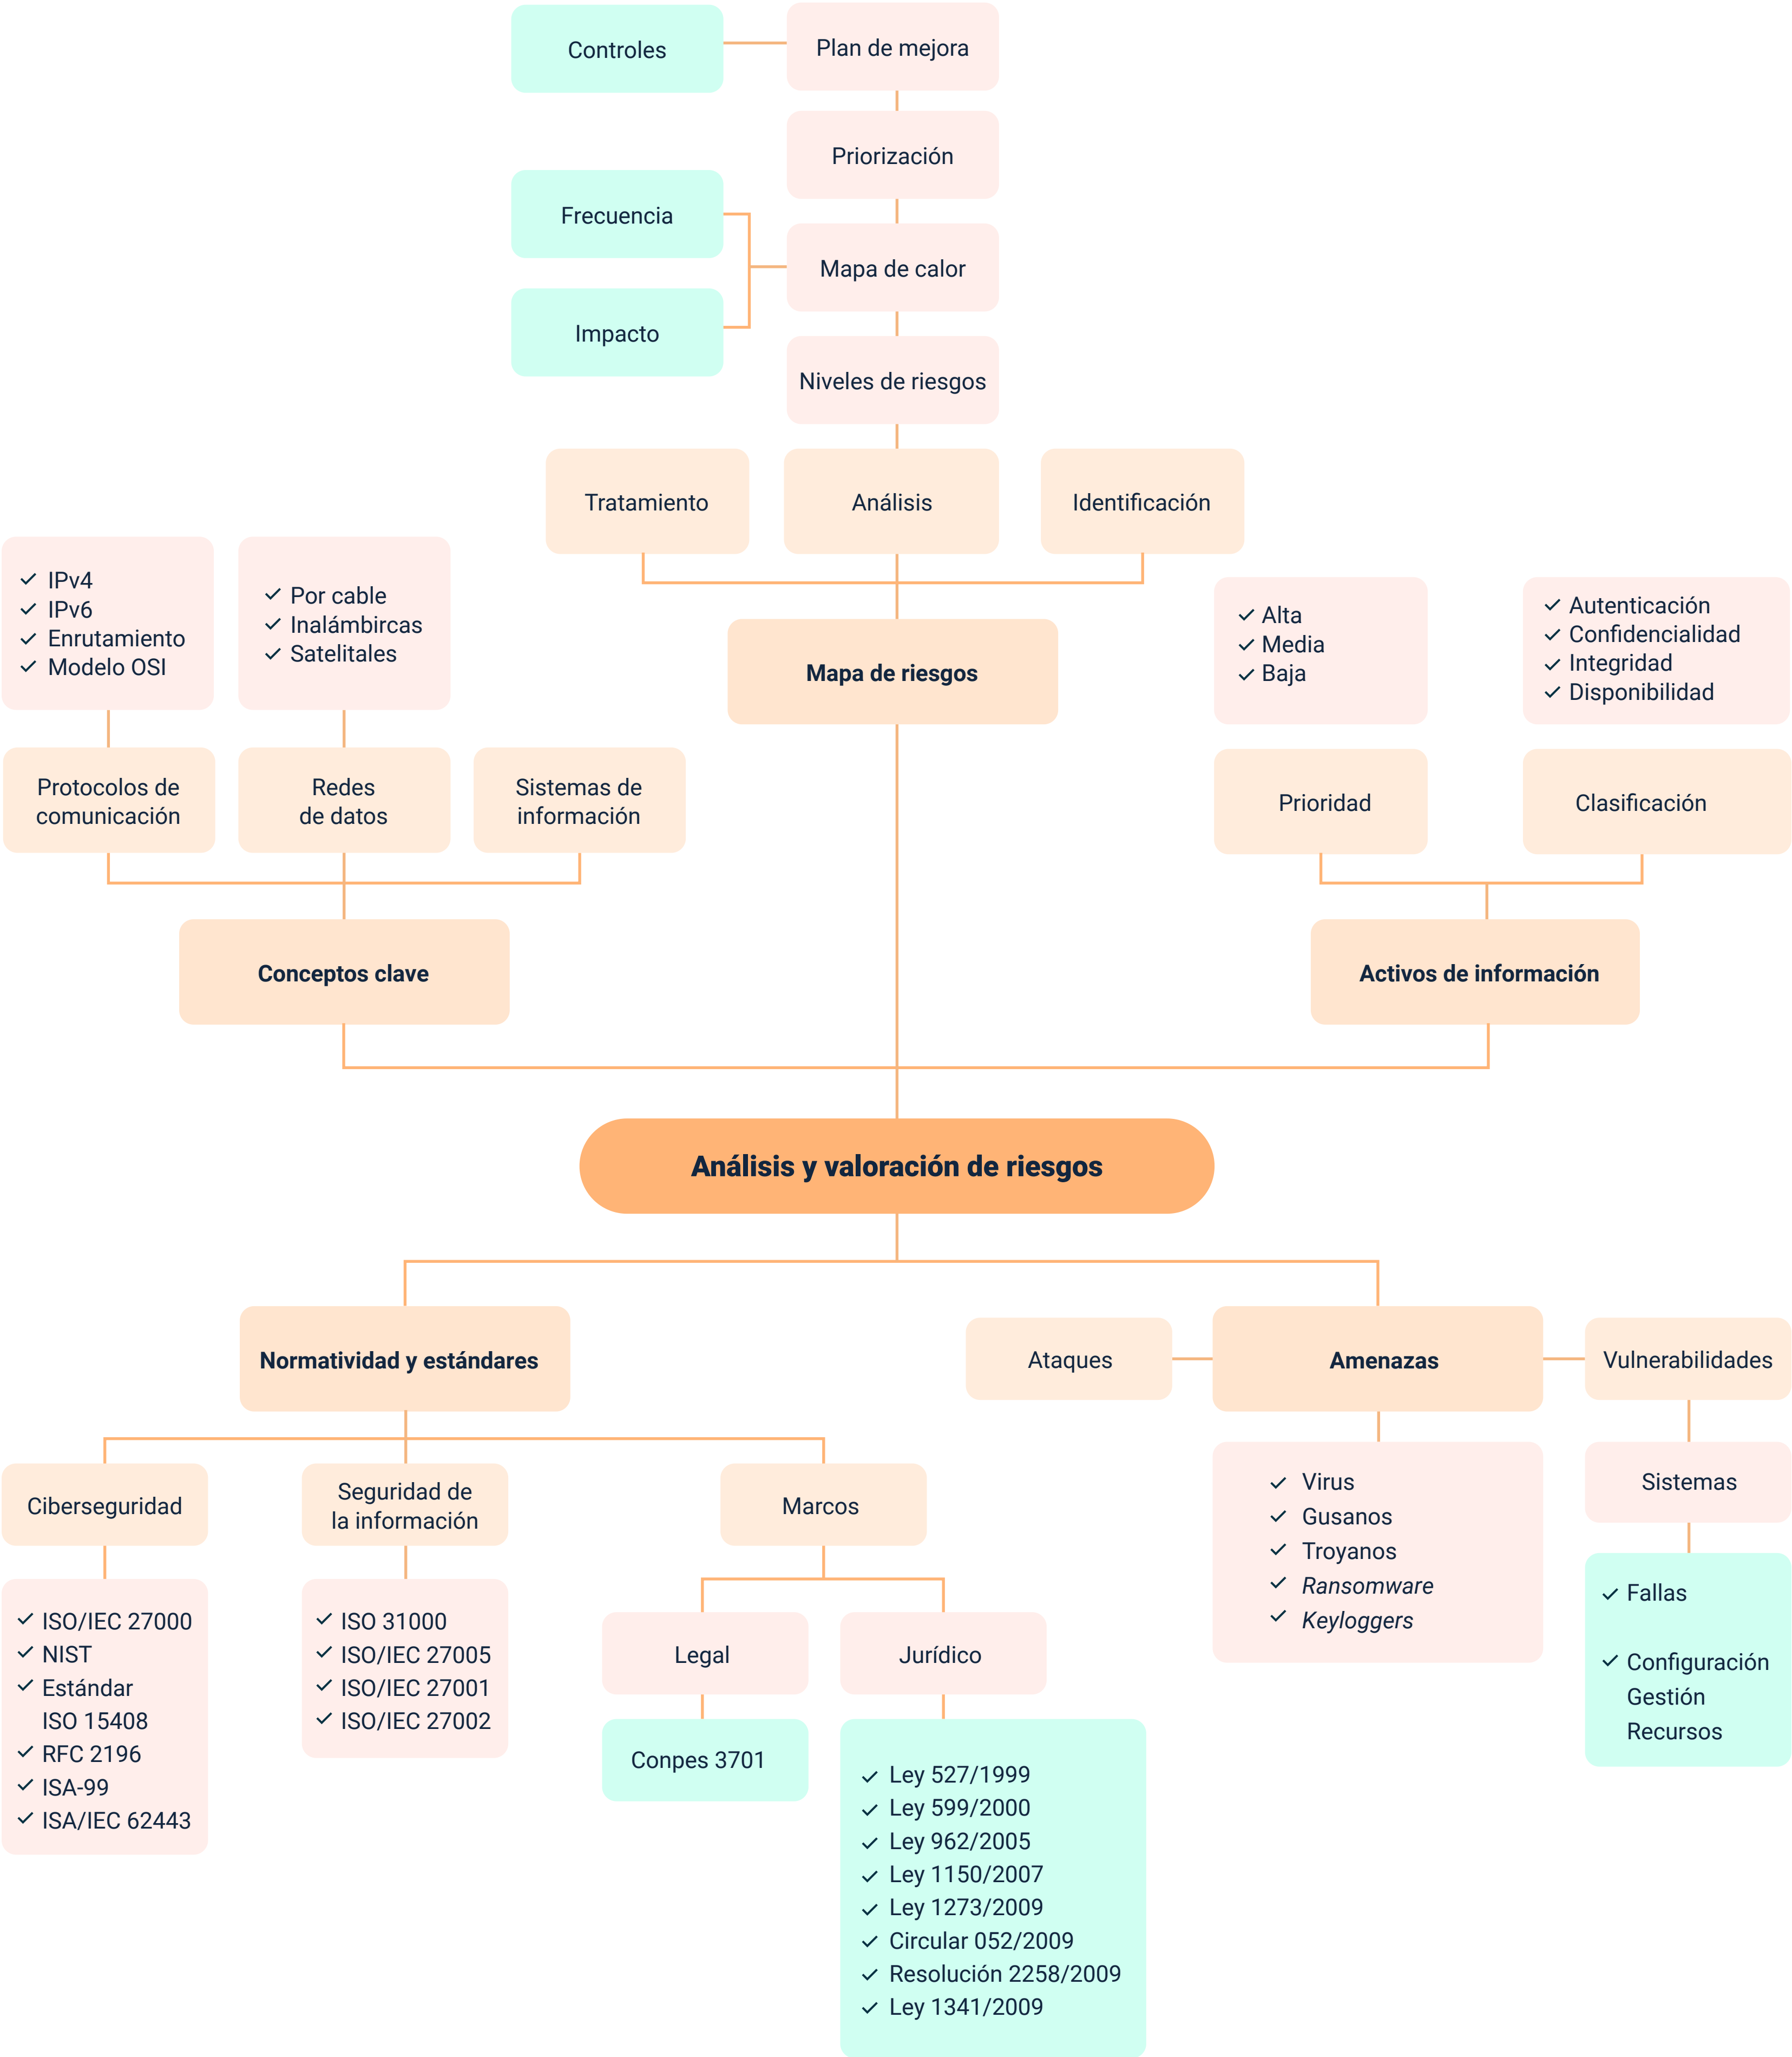 Controles
Plan de mejora
Priorización
Frecuencia
Mapa de calor
Impacto
Niveles de riesgos
Tratamiento
Análisis
Identificación
IPv4
IPv6
Enrutamiento
Modelo OSI
Por cable
Inalámbircas
Satelitales
Alta
Media
Baja
Autenticación
Confidencialidad
Integridad
Disponibilidad
Mapa de riesgos
Protocolos de
comunicación
Redes
de datos
Sistemas de
información
Prioridad
Clasificación
Conceptos clave
Activos de información
Análisis y valoración de riesgos
Normatividad y estándares
Ataques
Amenazas
Vulnerabilidades
Ciberseguridad
Seguridad de
la información
Marcos
Virus
Gusanos
Troyanos
Ransomware
Keyloggers
Sistemas
Fallas
Configuración
Gestión
Recursos
ISO/IEC 27000
NIST
Estándar
ISO 15408
RFC 2196
ISA-99
ISA/IEC 62443
ISO 31000
ISO/IEC 27005
ISO/IEC 27001
ISO/IEC 27002
Legal
Jurídico
Conpes 3701
Ley 527/1999
Ley 599/2000
Ley 962/2005
Ley 1150/2007
Ley 1273/2009
Circular 052/2009
Resolución 2258/2009
Ley 1341/2009